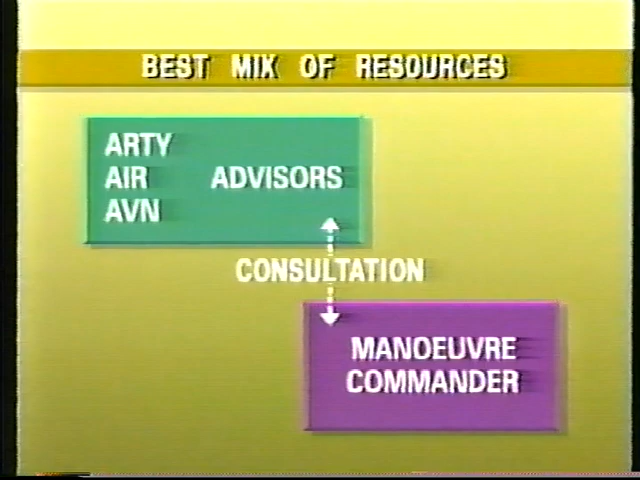 BEST MIX OF RESOURCES
ARTY
AIR ADVISORS
AVN
CONSULTATION
MANOEUVRE
COMMANDER